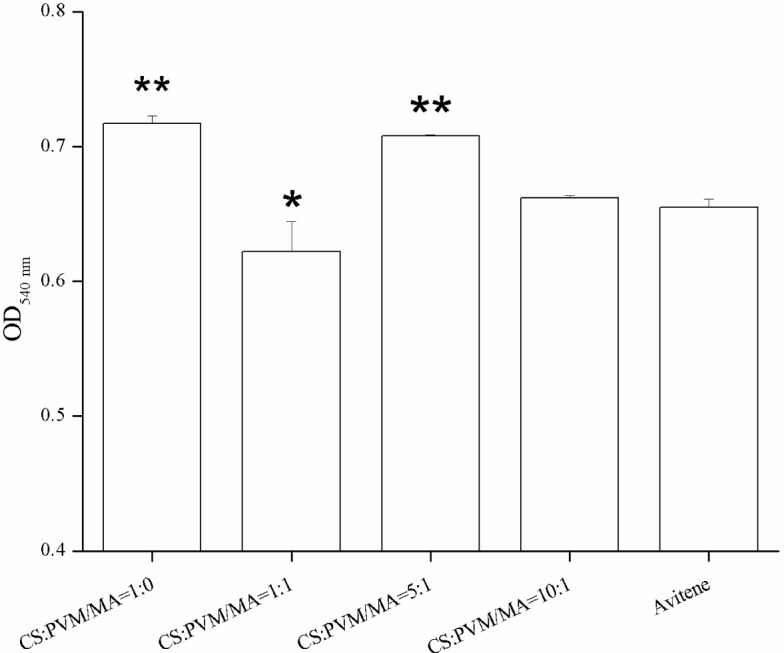 0.8
0.7
0.6
0.5
0.4
OD540 nm
**
*
**
CS:PVM/MA=1:0
CS:PVM/MA=1:1
CS:PVM/MA=5:1
CS:PVM/MA=10:1
Avitene